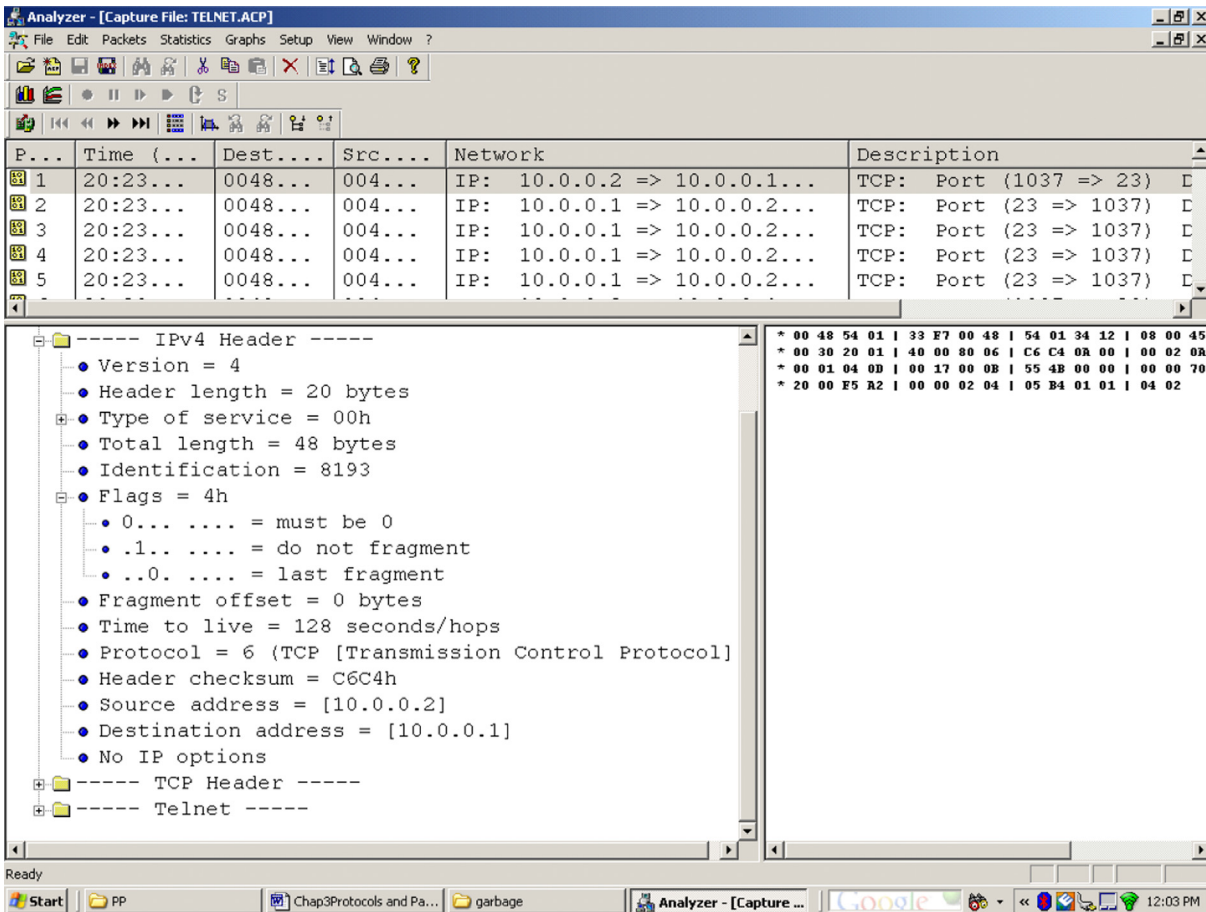 Analyzer - [Capture File: TELNET.ACP]
File Edit Packets Statistics Graphs Setup View Window ?
S
P... Time (... Dest.... Src.... Network Description
1 20:23... 0048... 004... IP: 10.0.0.2 => 10.0.0.1... TCP: Port (1037 => 23)
2 20:23... 0048... 004... IP: 10.0.0.1 => 10.0.0.2... TCP: Port (23 => 1037)
3 20:23... 0048... 004... IP: 10.0.0.1 => 10.0.0.2... TCP: Port (23 => 1037)
4 20:23... 0048... 004... IP: 10.0.0.1 => 10.0.0.2... TCP: Port (23 => 1037)
5 20:23... 0048... 004... IP: 10.0.0.1 => 10.0.0.2... TCP: Port (23 => 1037)
----- IPv4 Header -----
Version = 4
Header length = 20 bytes
Type of service = 00h
Total length = 48 bytes
Identification = 8193
Flags = 4h
0... .... = must be 0
.1.. .... = do not fragment
..0. .... = last fragment
Fragment offset = 0 bytes
Time to live = 128 seconds/hops
Protocol = 6 (TCP [Transmission Control Protocol]
Header checksum = C6C4h
Source address = [10.0.0.2]
Destination address = [10.0.0.1]
No IP options
----- TCP Header -----
----- Telnet -----
* 00 48 54 01 | 33 F7 00 48 | 54 01 34 12 | 08 00 45
* 00 30 20 01 | 40 00 80 06 | C6 C4 0A 00 | 00 02 0A
* 00 01 04 0D | 00 17 00 0B | 55 4B 00 00 | 00 00 70
* 20 00 F5 A2 | 00 00 02 04 | 05 B4 01 01 | 04 02
Ready
Start PP Chap3Protocols and Pa... garbage Analyzer - [Capture ... Google « 12:03 PM